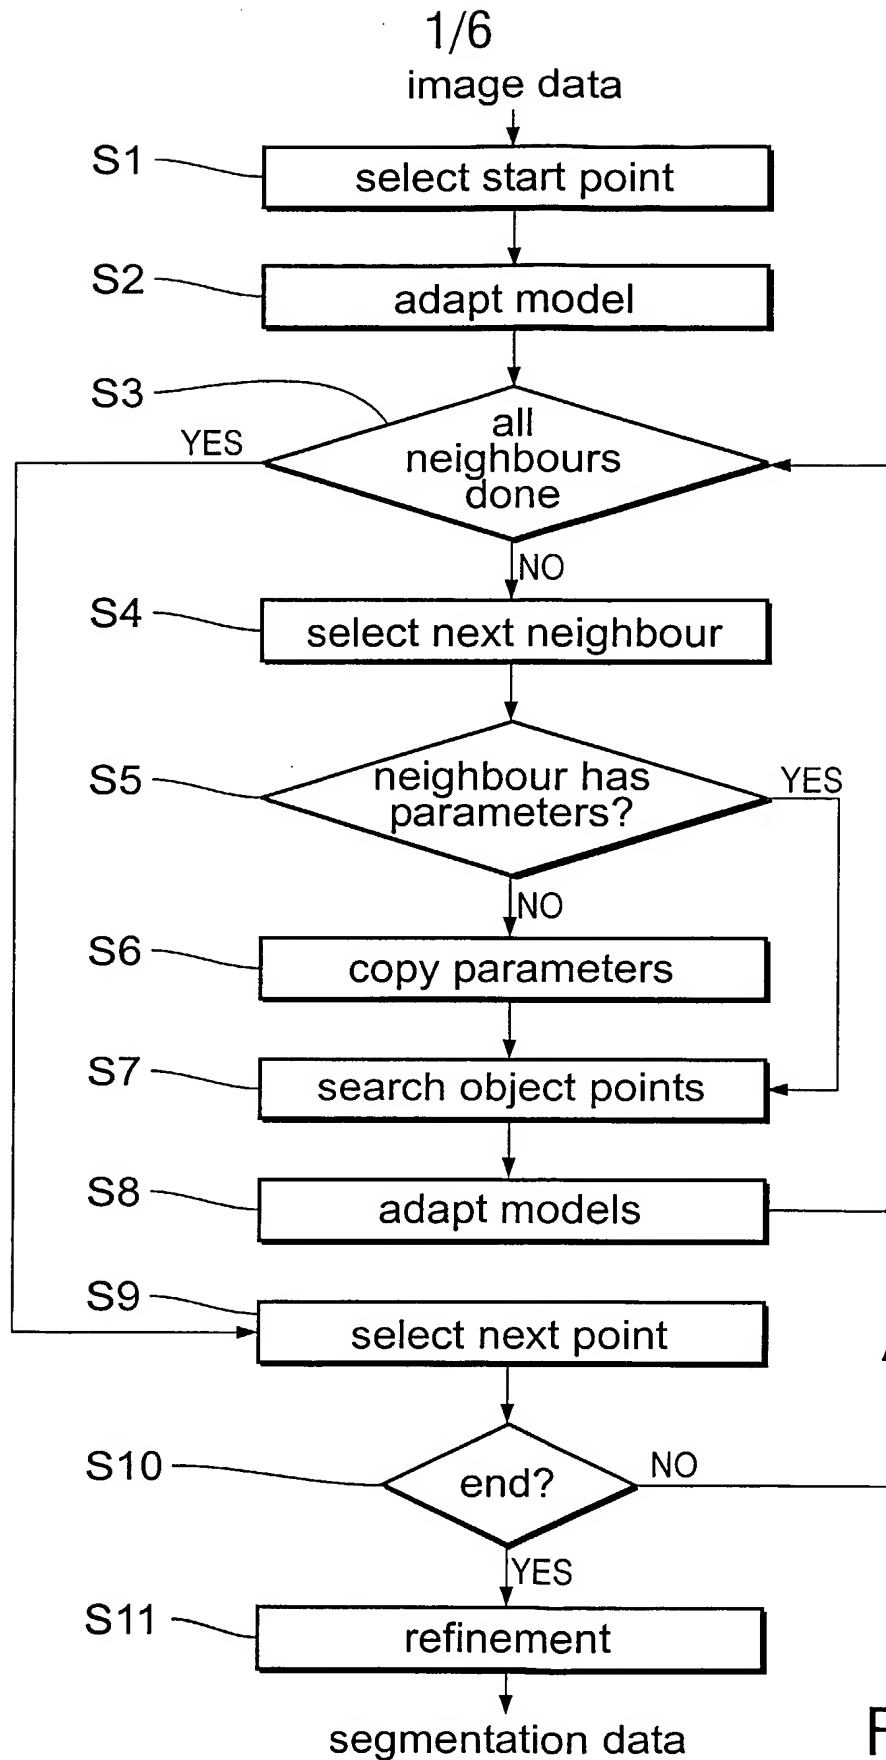 1/6
image data
S1
select start point
S2
adapt model
S3
all
neighbours
done
YES
NO
S4
select next neighbour
S5
neighbour has
parameters?
YES
NO
S6
copy parameters
S7
search object points
S8
adapt models
S9
select next point
S10
end?
NO
YES
S11
refinement
segmentation data